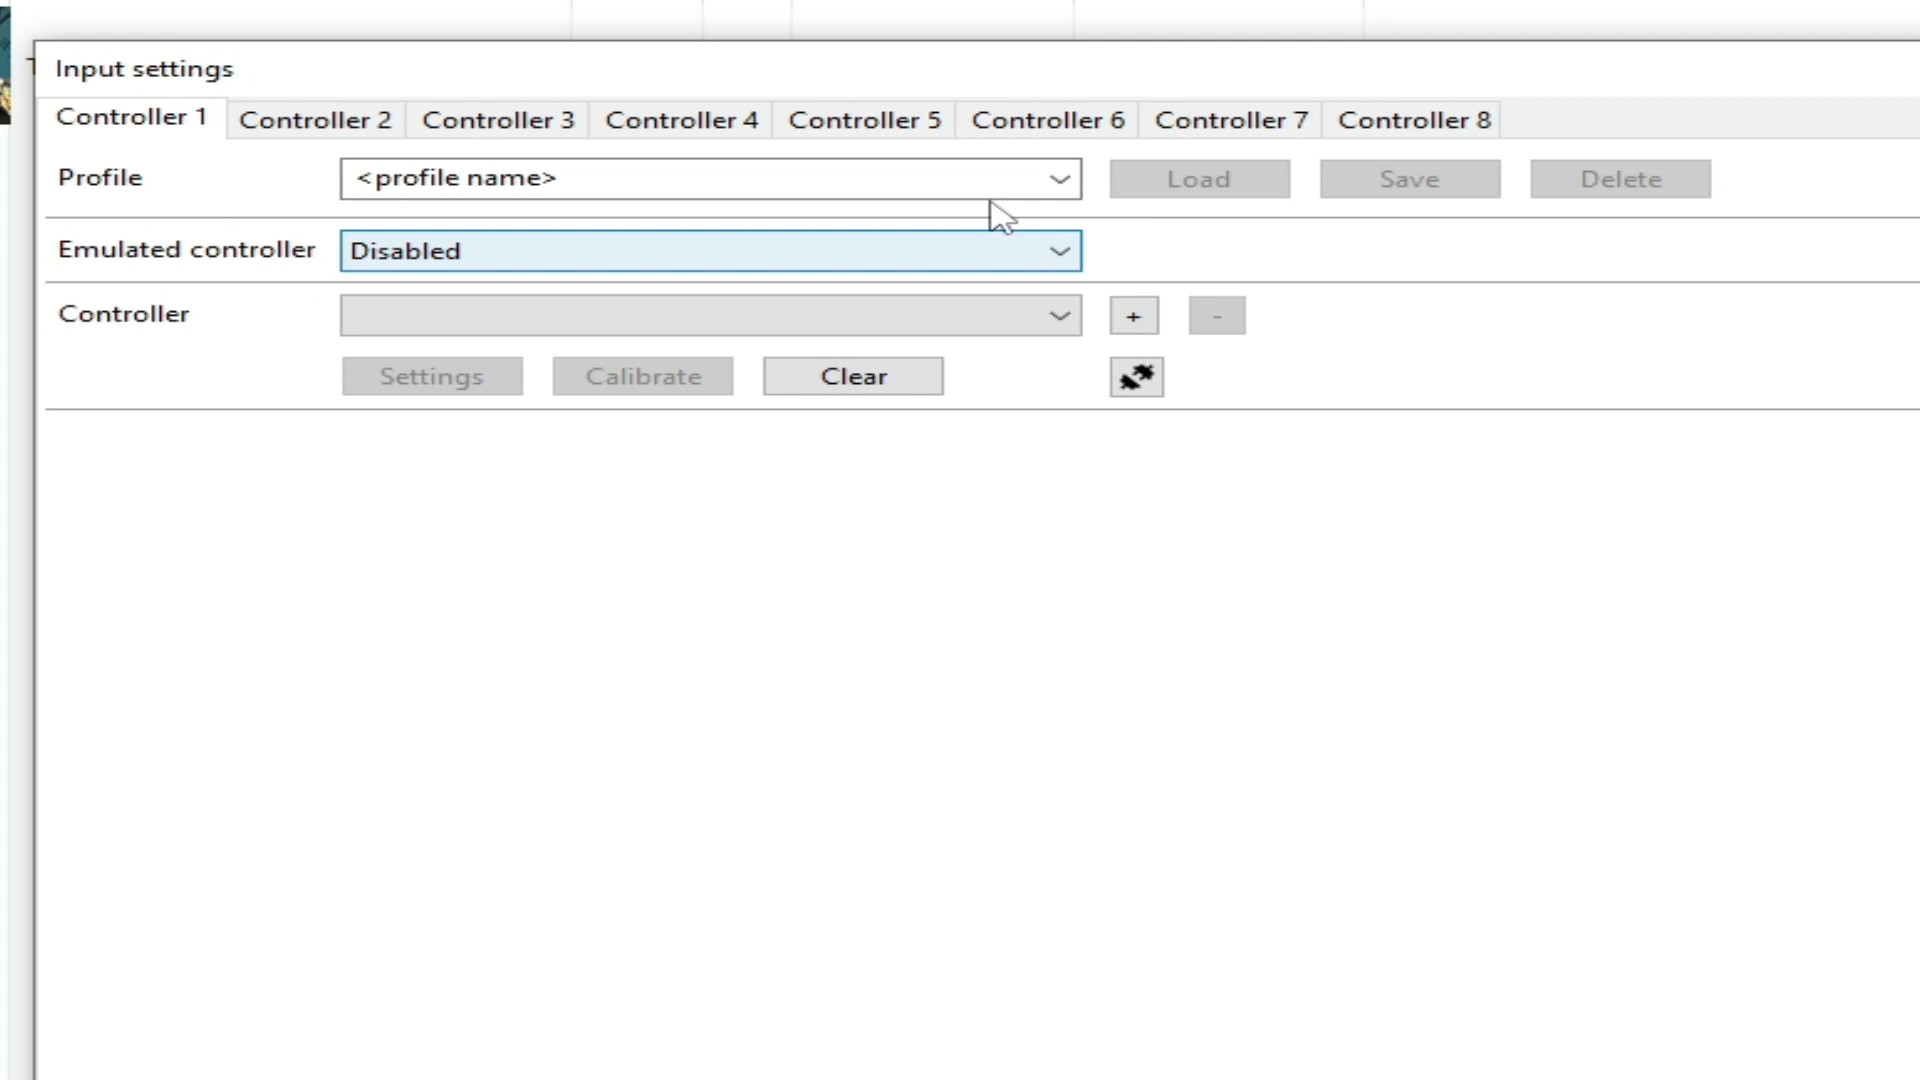 Input settings
Controller 1 Controller 2 Controller 3 Controller 4 Controller 5 Controller 6 Controller 7 Controller 8
Profile <profile name> Load Save Delete
Emulated controller Disabled
Controller + -
Settings Calibrate Clear